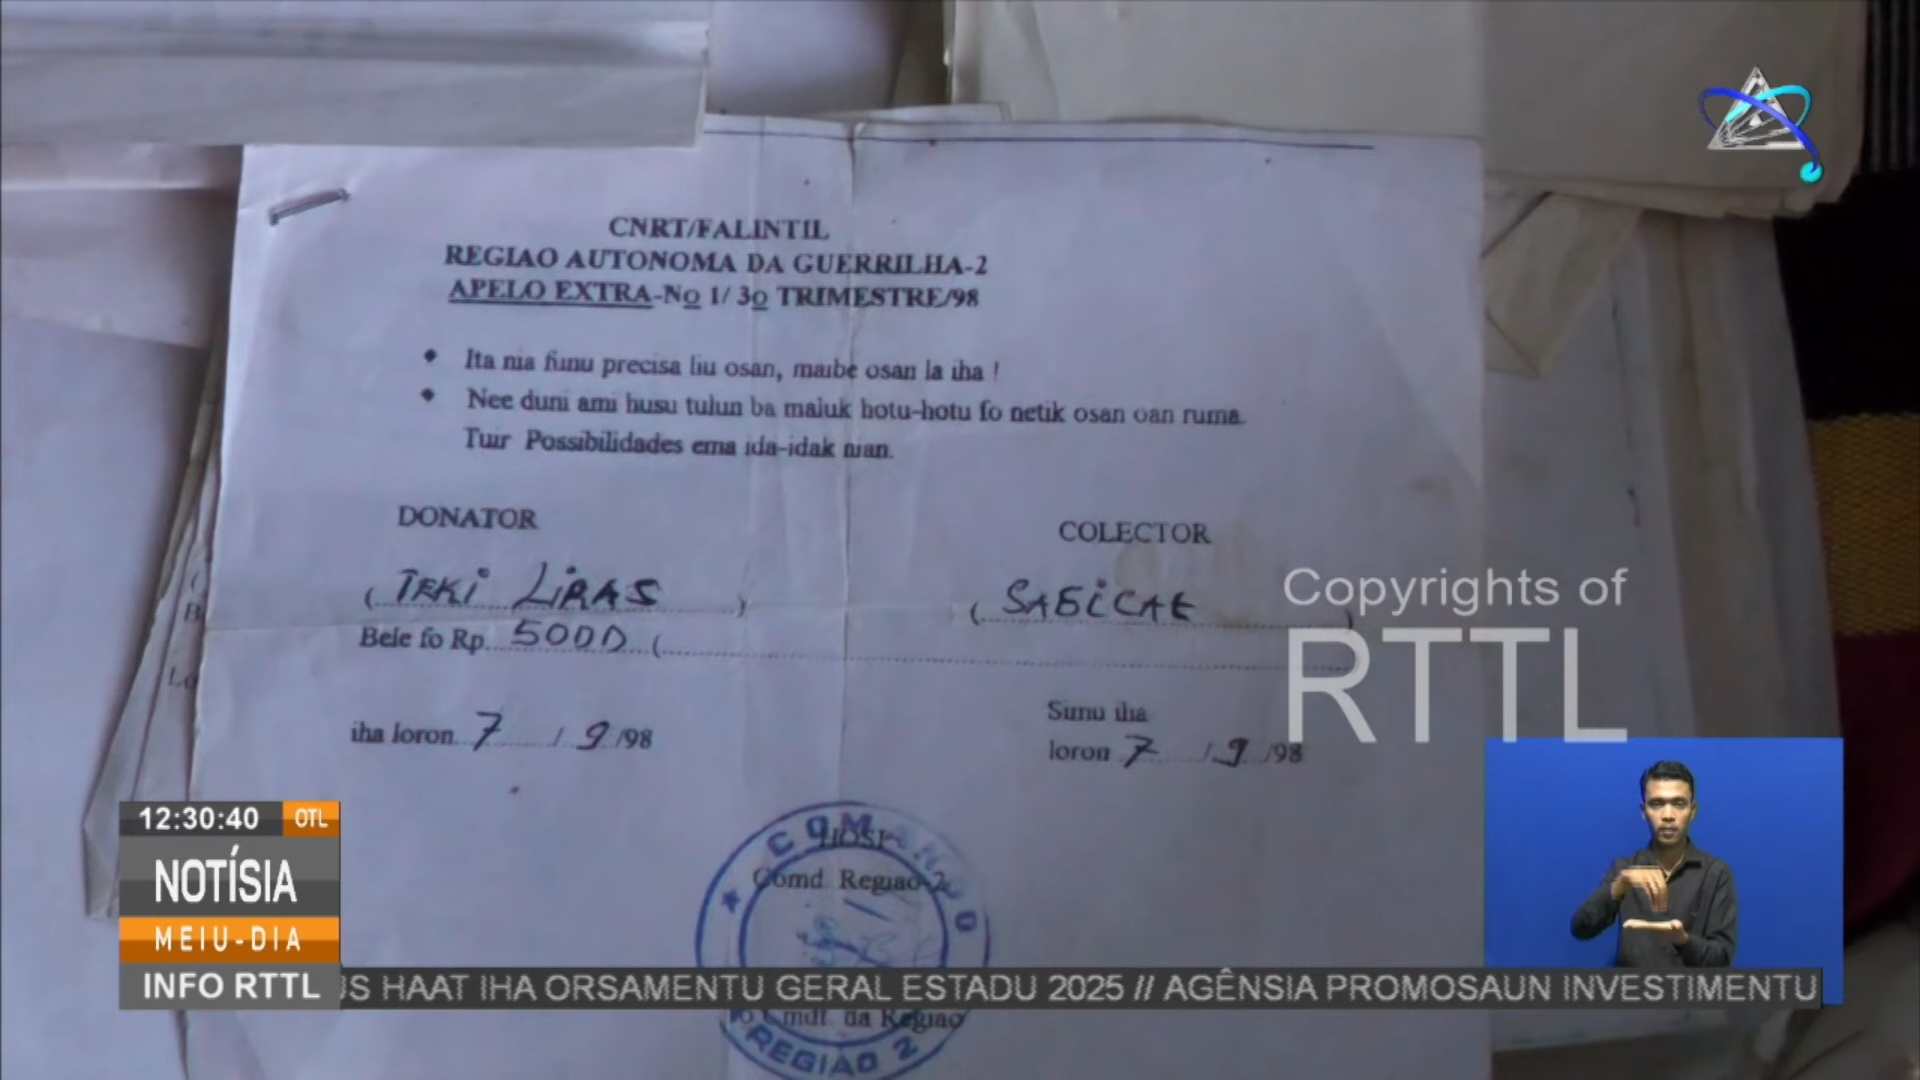 CNRT/FALINTIL
REGIAO AUTONOMA DA GUERRILHA-2
APELO EXTRA-No 1/ 3o TRIMESTRE/98
• Ita nia funu precisa liu osan, maibe osan la iha !
• Nee duni ami husu tulun ba maluk hotu-hotu fo netik osan oan ruma.
Tuir Possibilidades ema ida-idak nian.
DONATOR
COLECTOR
( TEKI LIRAS )
( SABICAE )
Bele fo Rp. 5000 (
iha loron 7 / 9 /98
Simu iha
loron 7 / 9 /98
COMANDO
HOSI
Comd. Regiao-2
Cmdt. da Regiao
REGIÃO 2
Copyrights of
RTTL
12:30:40 OTL
NOTÍSIA
MEIU-DIA
INFO RTTL
US HAAT IHA ORSAMENTU GERAL ESTADU 2025 // AGÊNSIA PROMOSAUN INVESTIMENTU